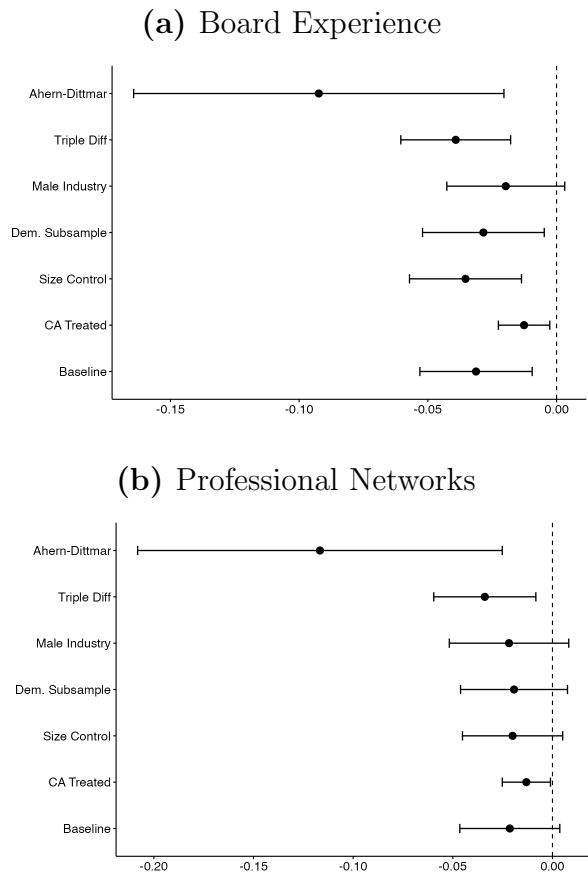 (a) Board Experience
Ahern-Dittmar
Triple Diff
Male Industry
Dem. Subsample
Size Control
CA Treated
Baseline
-0.15 -0.10 -0.05 0.00
(b) Professional Networks
Ahern-Dittmar
Triple Diff
Male Industry
Dem. Subsample
Size Control
CA Treated
Baseline
-0.20 -0.15 -0.10 -0.05 0.00